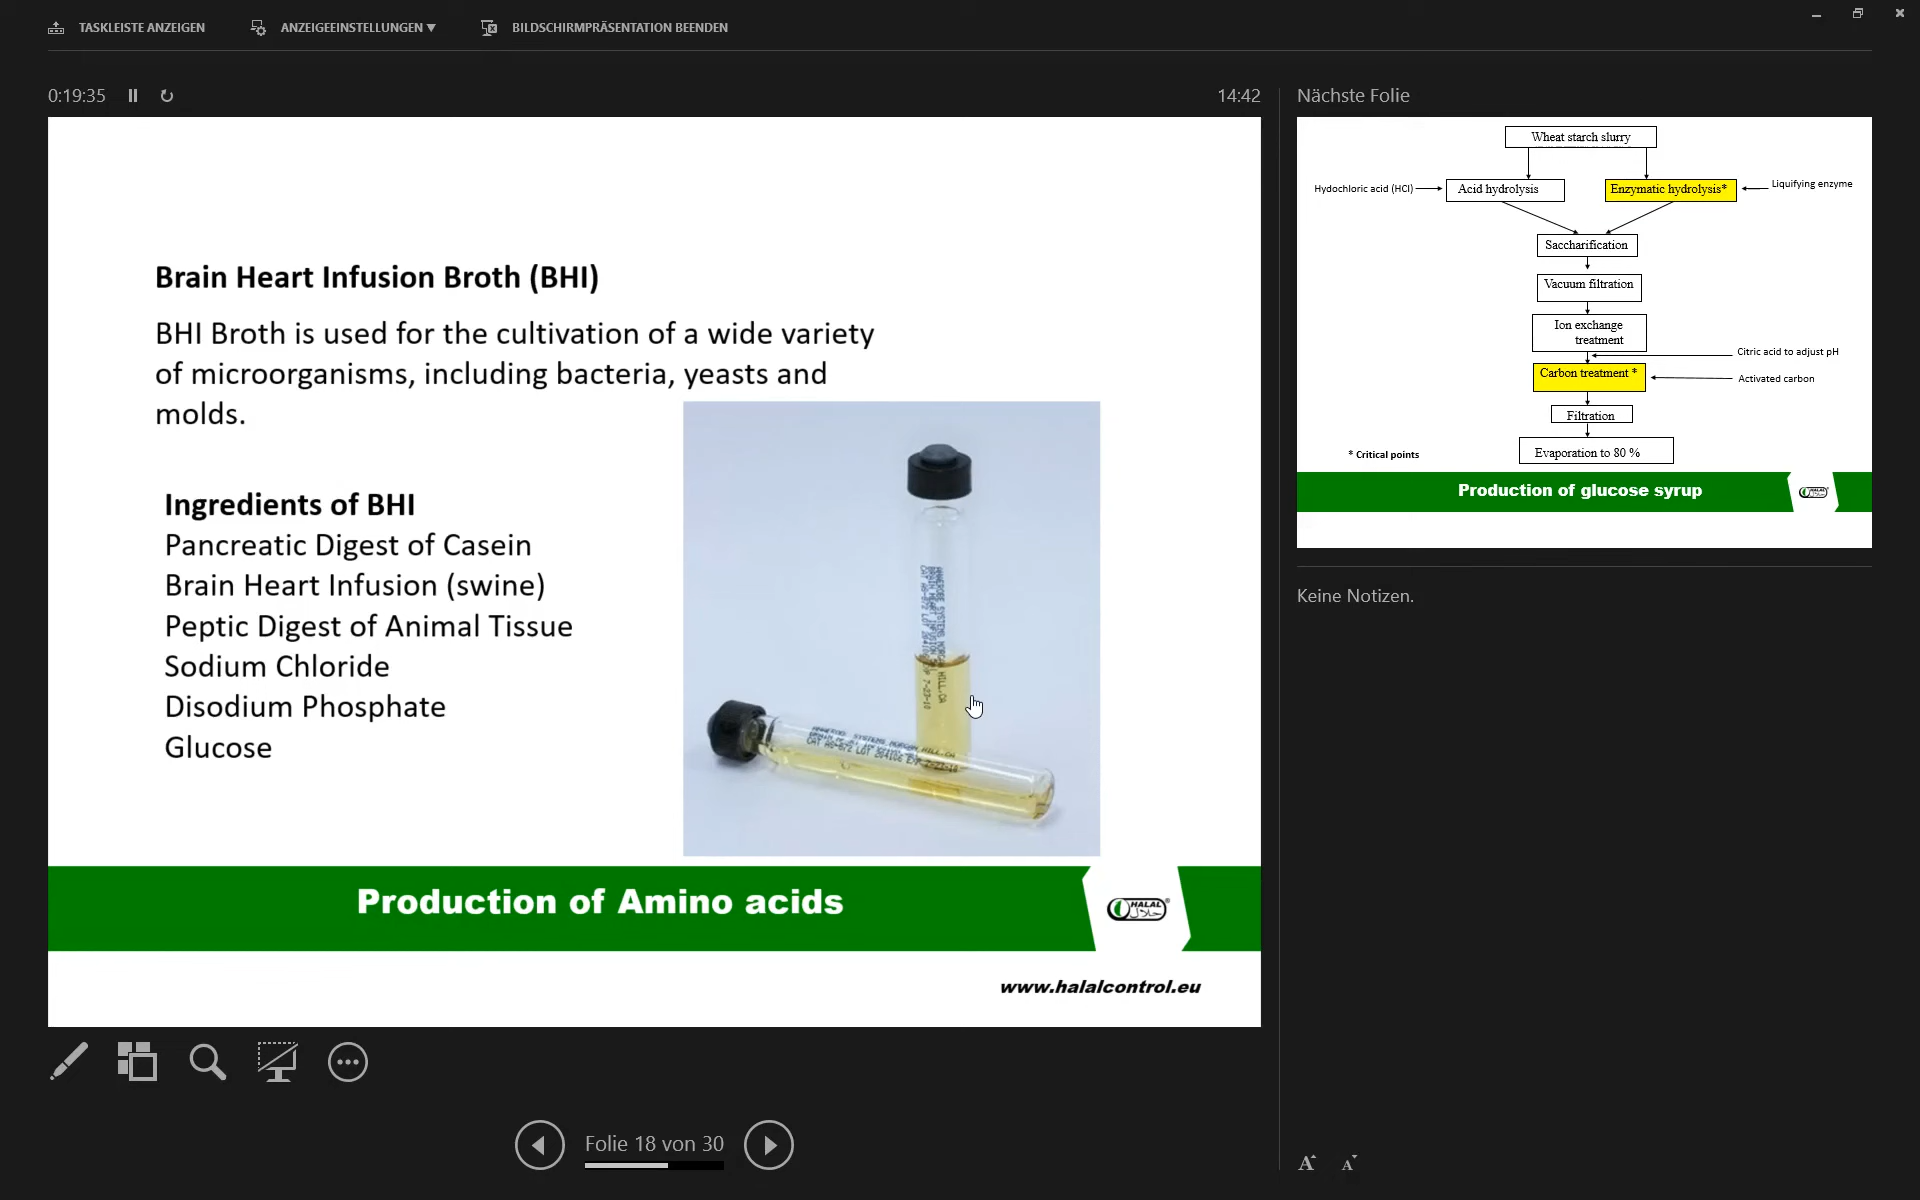 TASKLEISTE ANZEIGEN
ANZEIGEEINSTELLUNGEN ▼
BILDSCHIRMPRÄSENTATION BEENDEN
0:19:35
14:42
Brain Heart Infusion Broth (BHI)
BHI Broth is used for the cultivation of a wide variety
of microorganisms, including bacteria, yeasts and
molds.
Ingredients of BHI
Pancreatic Digest of Casein
Brain Heart Infusion (swine)
Peptic Digest of Animal Tissue
Sodium Chloride
Disodium Phosphate
Glucose
Production of Amino acids
HALAL
حلال
www.halalcontrol.eu
Folie 18 von 30
Nächste Folie
Wheat starch slurry
Hydochloric acid (HCl)
Acid hydrolysis
Enzymatic hydrolysis*
Liquifying enzyme
Saccharification
Vacuum filtration
Ion exchange
treatment
Citric acid to adjust pH
Carbon treatment *
Activated carbon
Filtration
Evaporation to 80 %
* Critical points
Production of glucose syrup
HALAL
Keine Notizen.